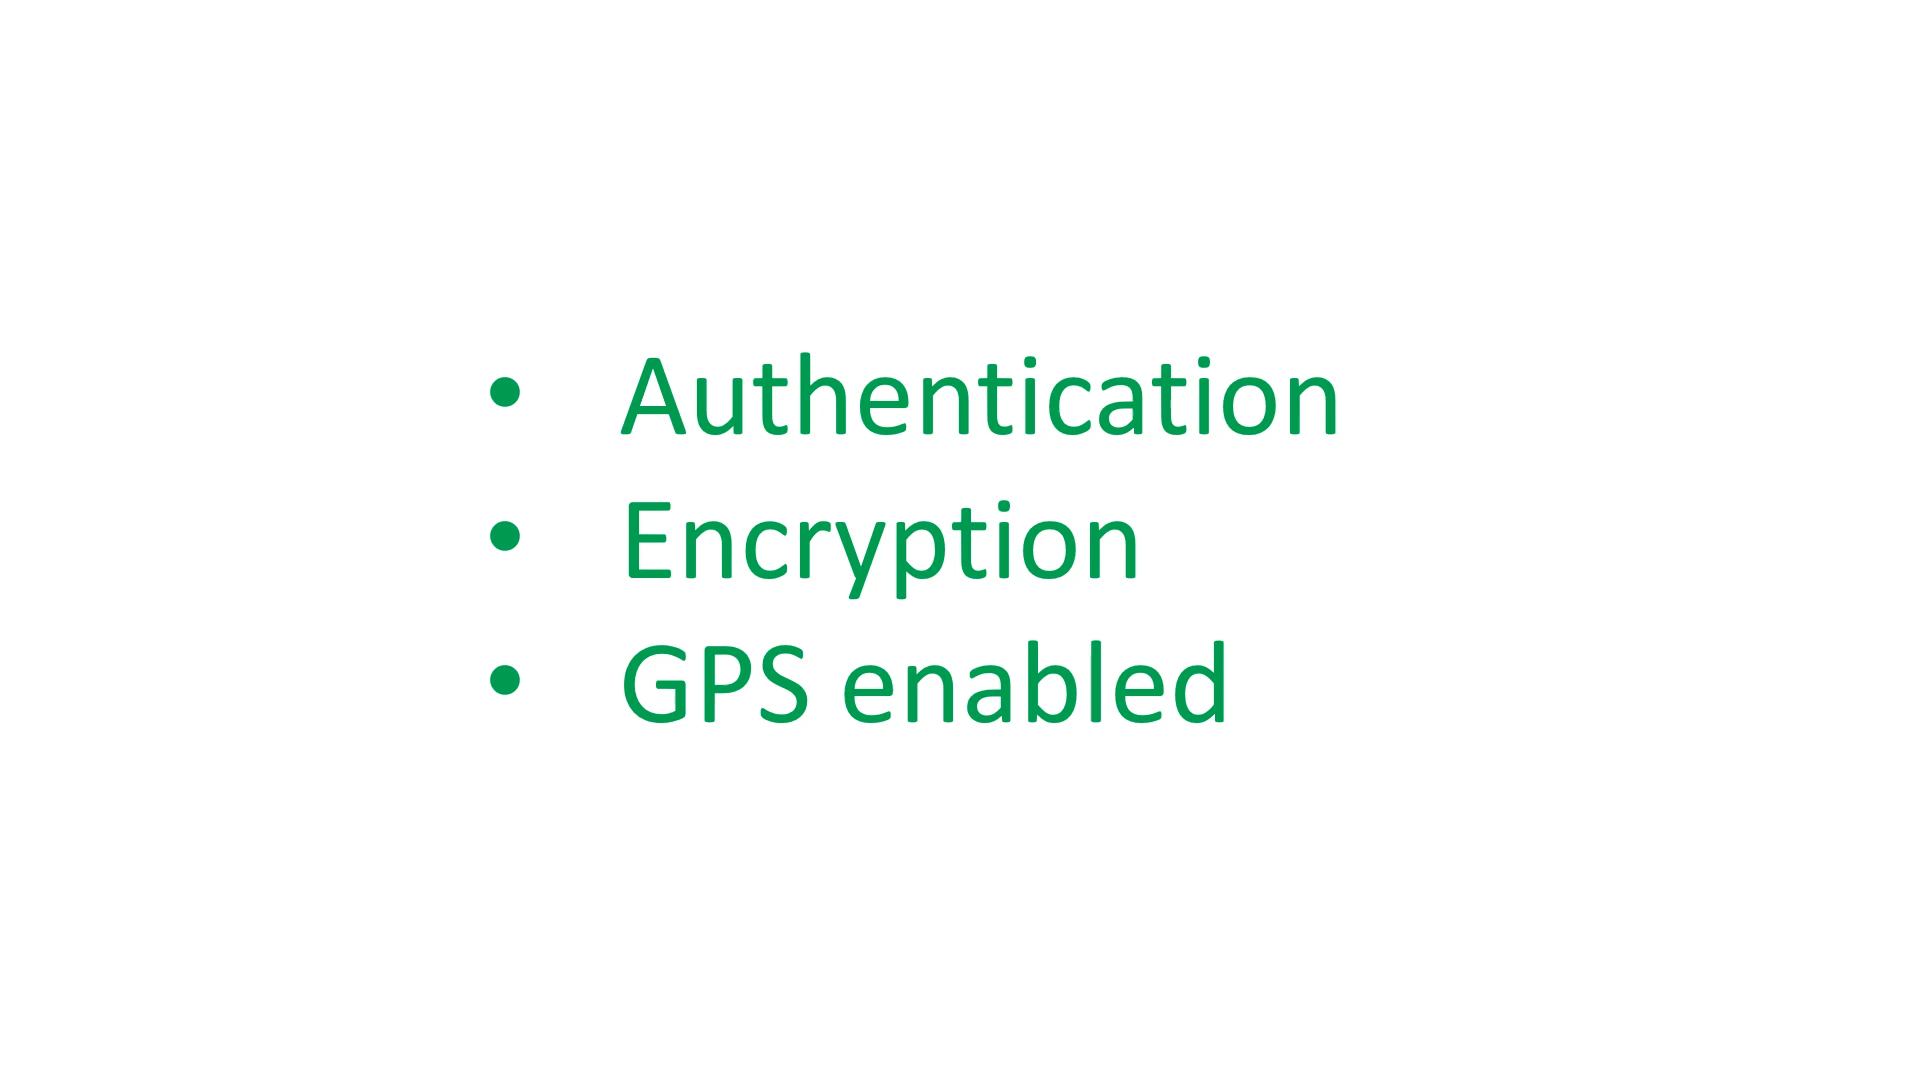 • Authentication
• Encryption
• GPS enabled